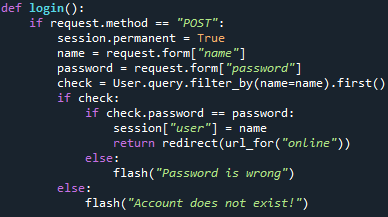 def login():
    if request.method == "POST":
        session.permanent = True
        name = request.form["name"]
        password = request.form["password"]
        check = User.query.filter_by(name=name).first()
        if check:
            if check.password == password:
                session["user"] = name
                return redirect(url_for("online"))
            else:
                flash("Password is wrong")
        else:
            flash("Account does not exist!")